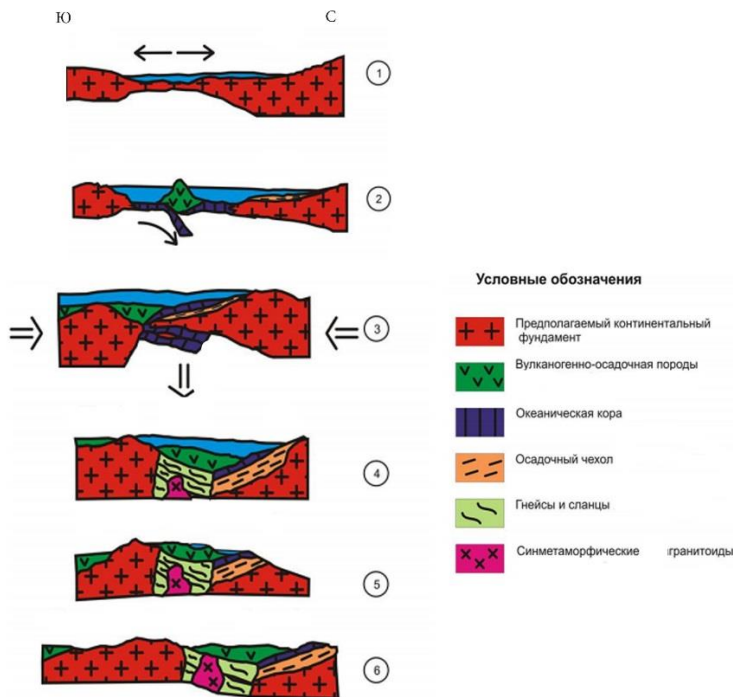 Ю С
1
2
3
4
5
6
Условные обозначения
Предполагаемый континентальный
фундамент
Вулканогенно-осадочная породы
Океаническая кора
Осадочный чехол
Гнейсы и сланцы
Синметаморфические гранитоиды